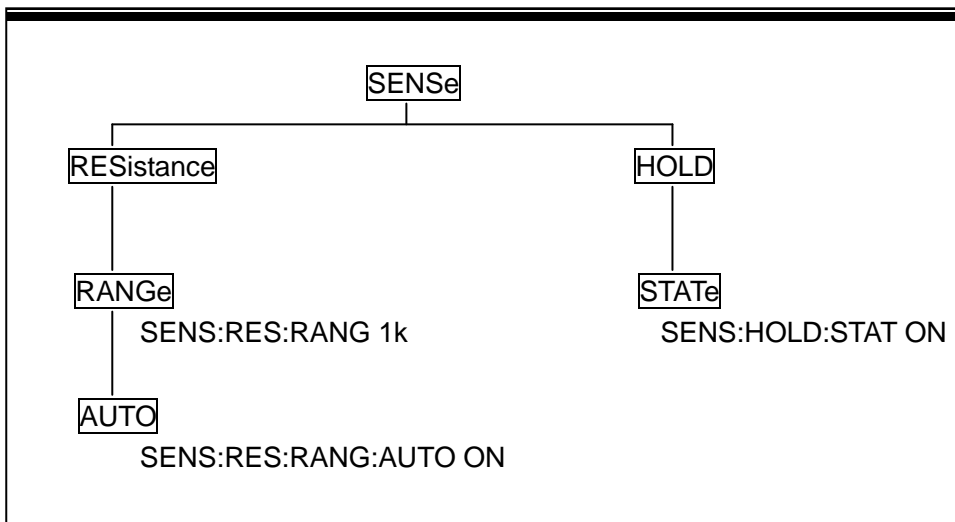 SENSe
RESistance
HOLD
RANGe
STATe
SENS:RES:RANG 1k
SENS:HOLD:STAT ON
AUTO
SENS:RES:RANG:AUTO ON